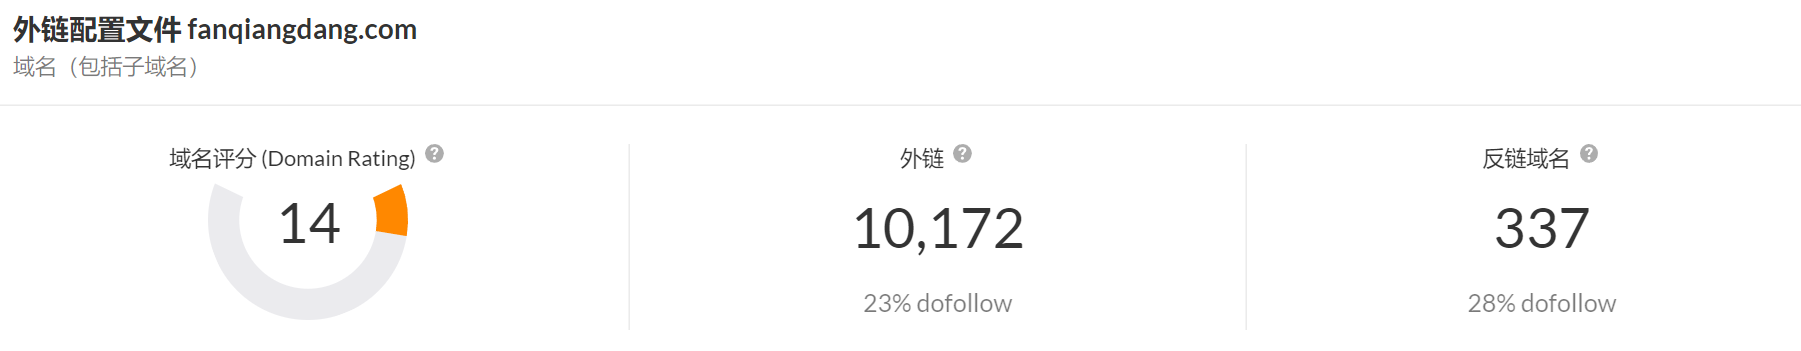 外链配置文件 fanqiangdang.com
域名（包括子域名）
域名评分 (Domain Rating) ?
14
外链 ?
10,172
23% dofollow
反链域名 ?
337
28% dofollow